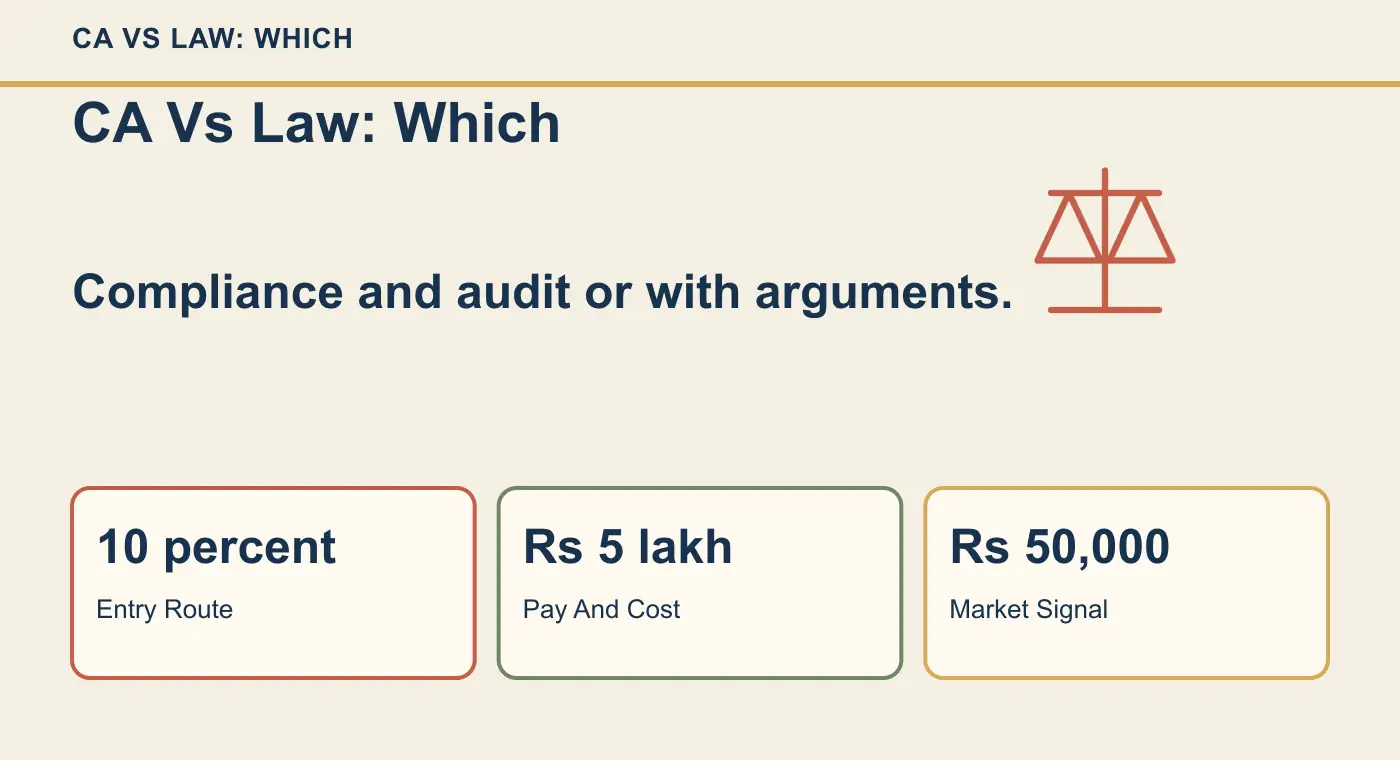 CA VS LAW: WHICH
CA Vs Law: Which
Compliance and audit or with arguments.
10 percent
Entry Route
Rs 5 lakh
Pay And Cost
Rs 50,000
Market Signal